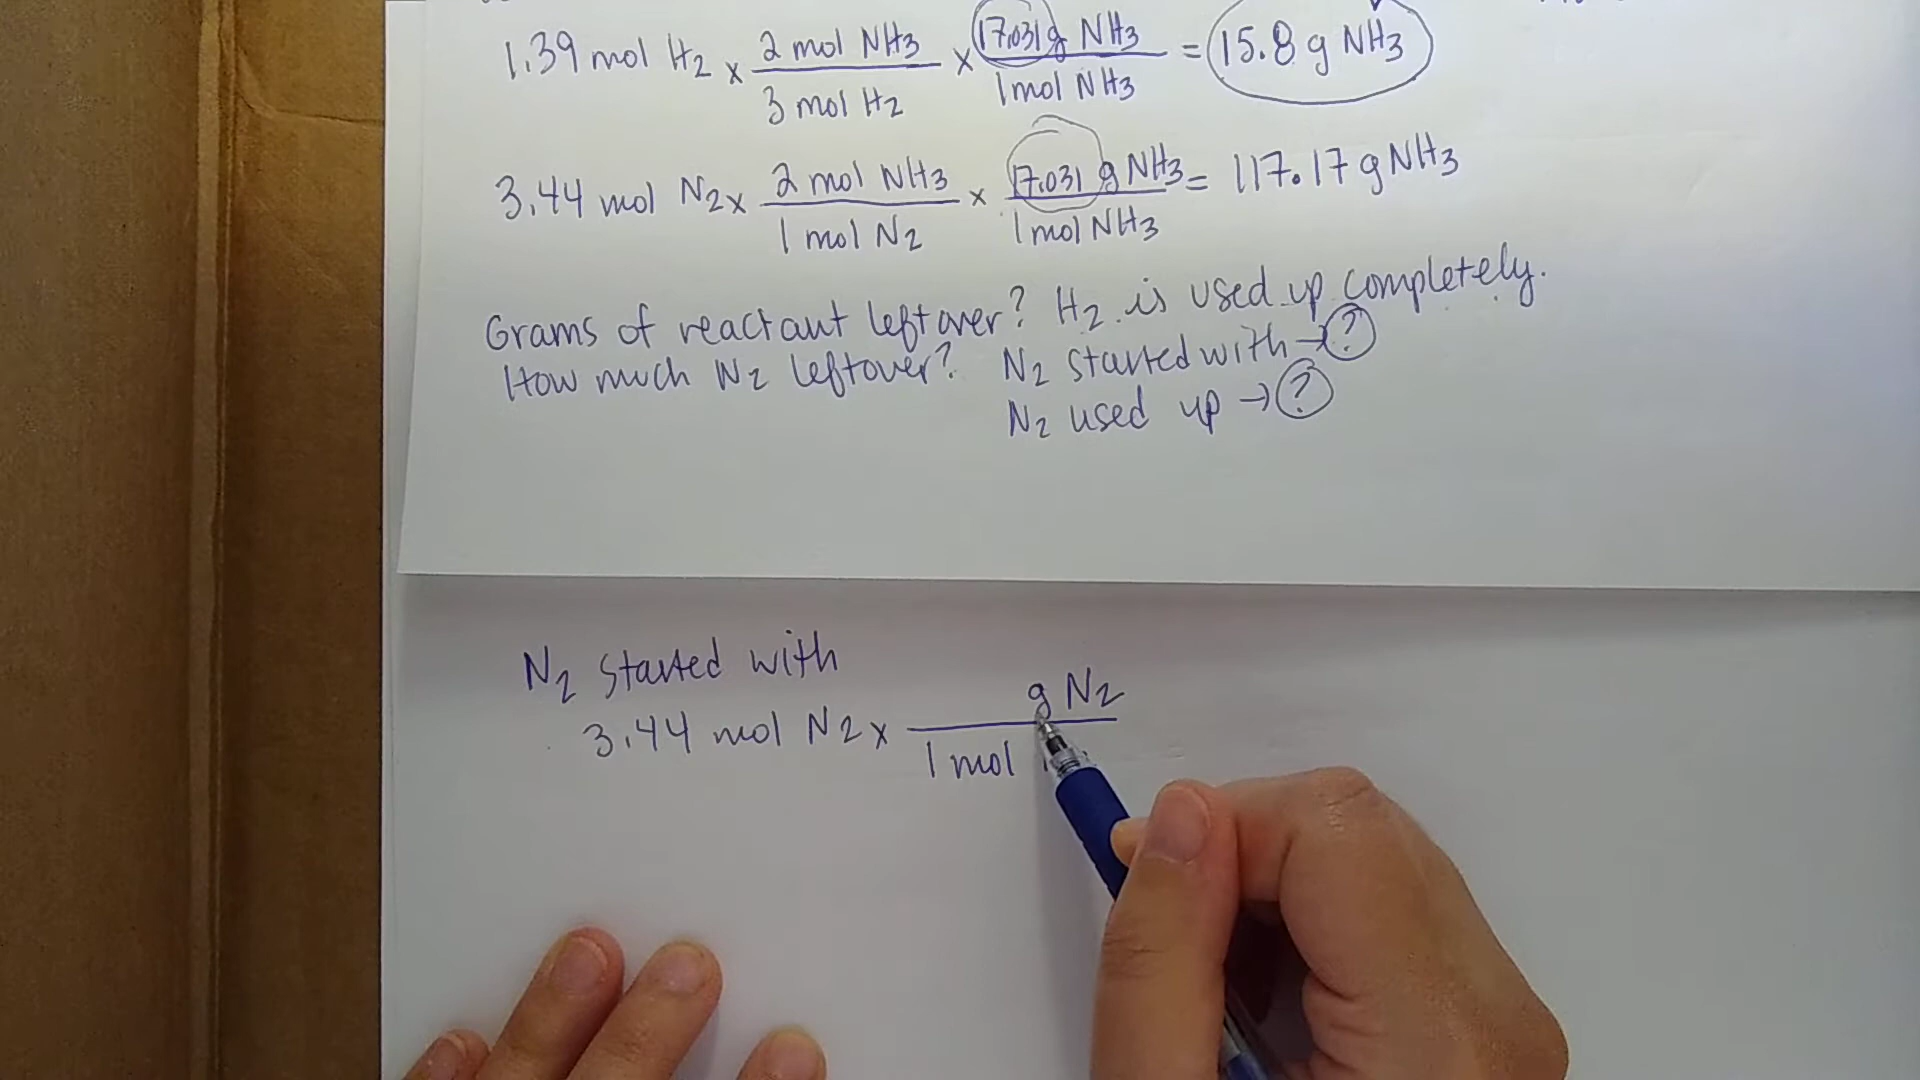 1.39 mol H2 x 2 mol NH3 / 3 mol H2 x 17.031 g NH3 / 1 mol NH3 = 15.8 g NH3
3.44 mol N2 x 2 mol NH3 / 1 mol N2 x 17.031 g NH3 / 1 mol NH3 = 117.17 g NH3
Grams of reactant leftover? H2 is used up completely.
How much N2 leftover? N2 started with → ?
N2 used up → ?
N2 started with
3.44 mol N2 x g N2 / 1 mol